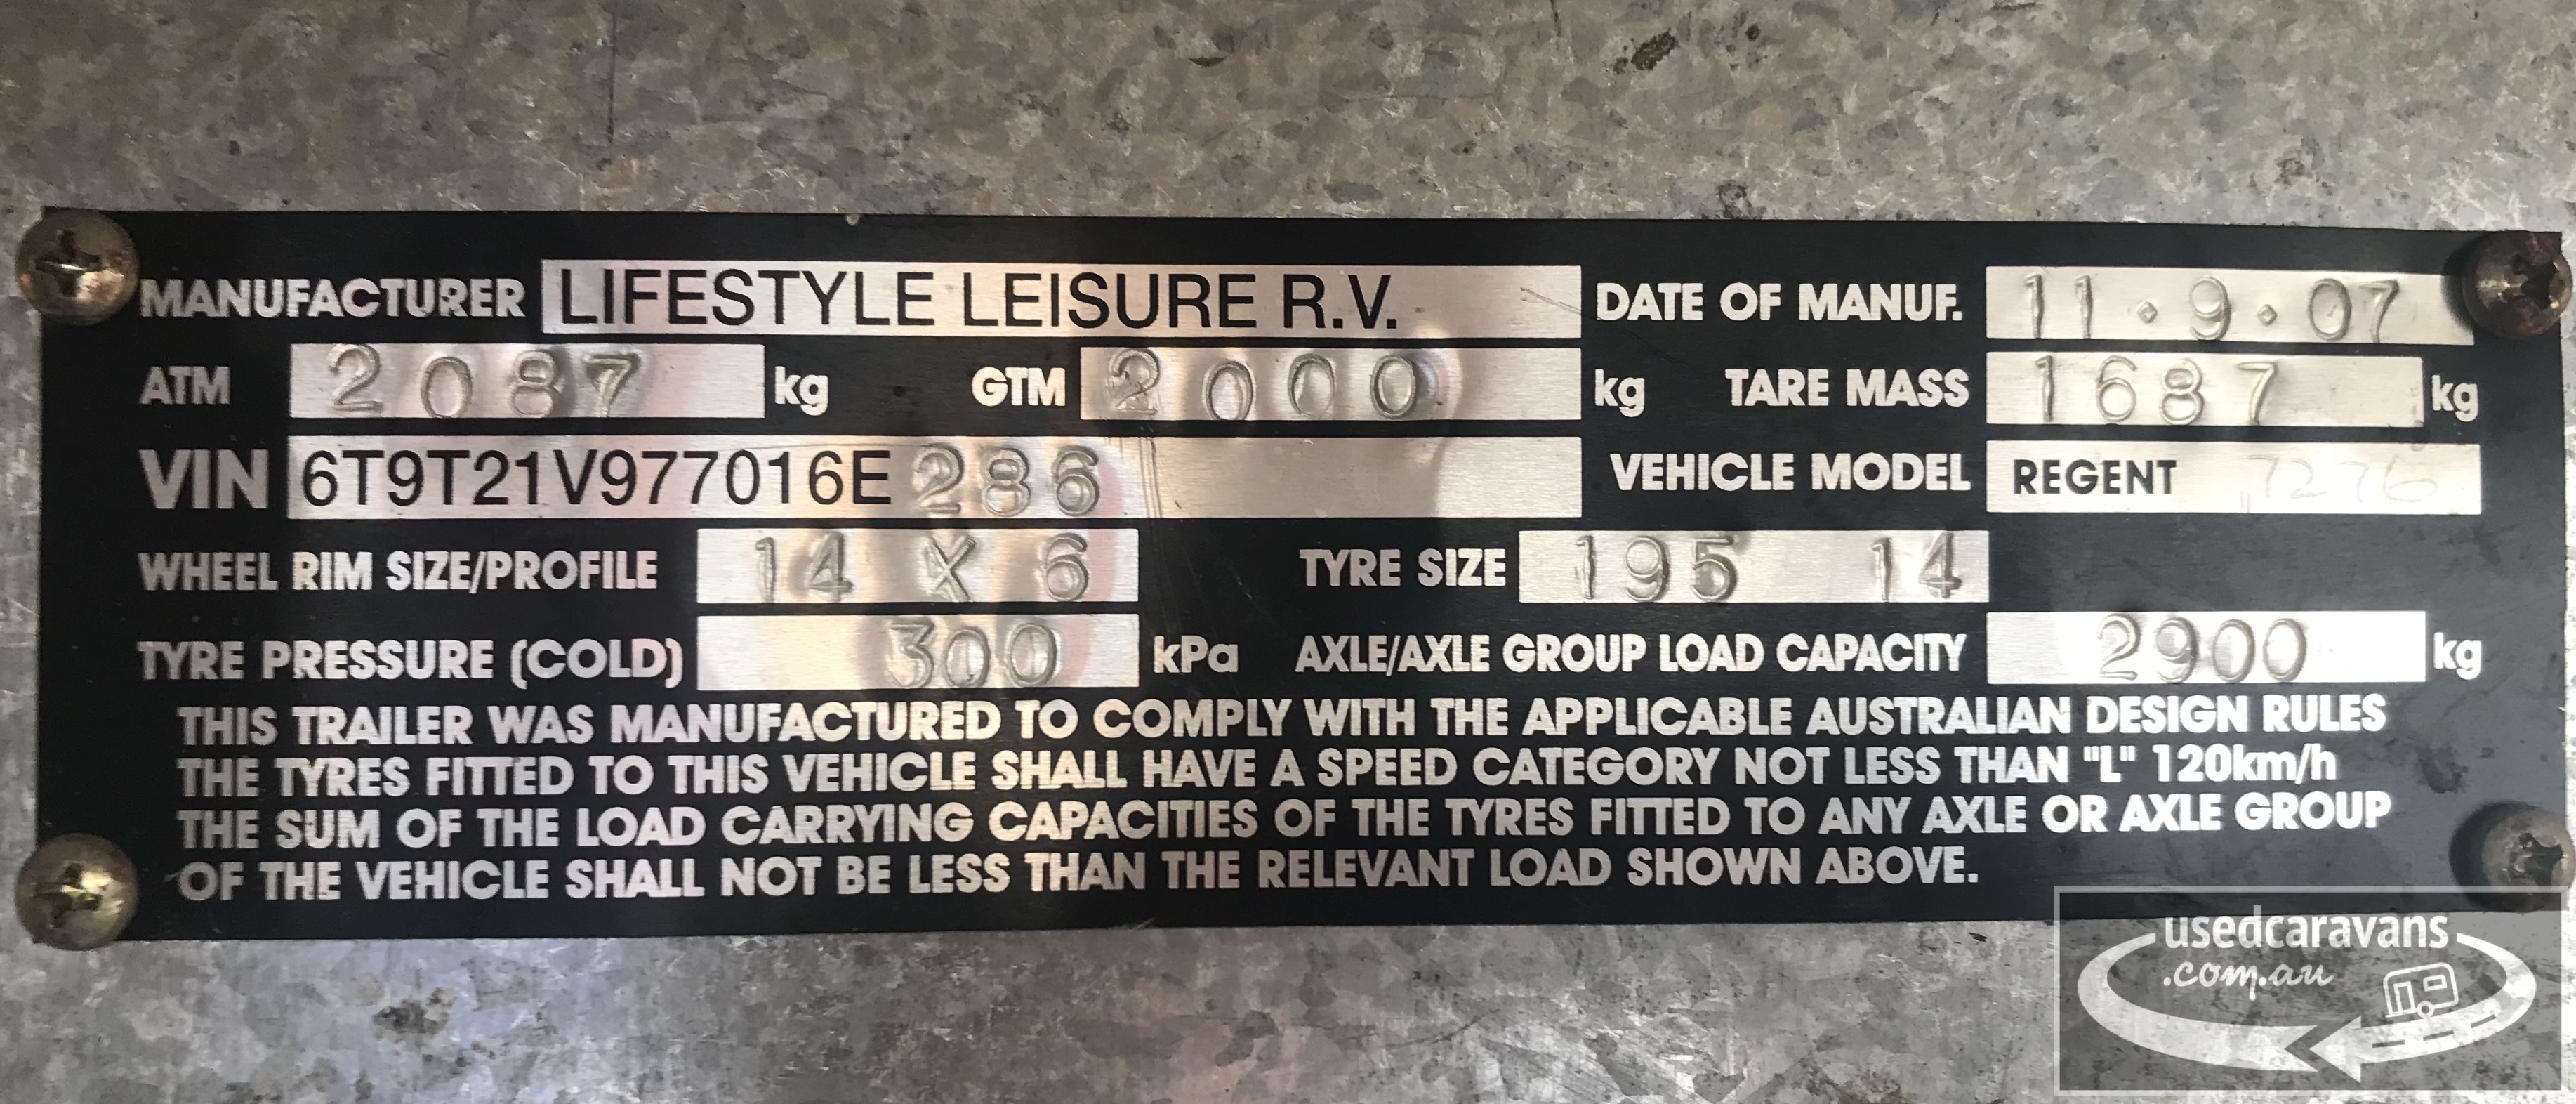 MANUFACTURER LIFESTYLE LEISURE R.V. DATE OF MANUF. 11.9.07
ATM 2087 kg GTM 2000 kg TARE MASS 1687 kg
VIN 6T9T21V977016E286 VEHICLE MODEL REGENT 7276
WHEEL RIM SIZE/PROFILE 14 X 6 TYRE SIZE 195 14
TYRE PRESSURE (COLD) 300 kPa AXLE/AXLE GROUP LOAD CAPACITY 2900 kg
THIS TRAILER WAS MANUFACTURED TO COMPLY WITH THE APPLICABLE AUSTRALIAN DESIGN RULES
THE TYRES FITTED TO THIS VEHICLE SHALL HAVE A SPEED CATEGORY NOT LESS THAN "L" 120km/h
THE SUM OF THE LOAD CARRYING CAPACITIES OF THE TYRES FITTED TO ANY AXLE OR AXLE GROUP
OF THE VEHICLE SHALL NOT BE LESS THAN THE RELEVANT LOAD SHOWN ABOVE.
usedcaravans
.com.au